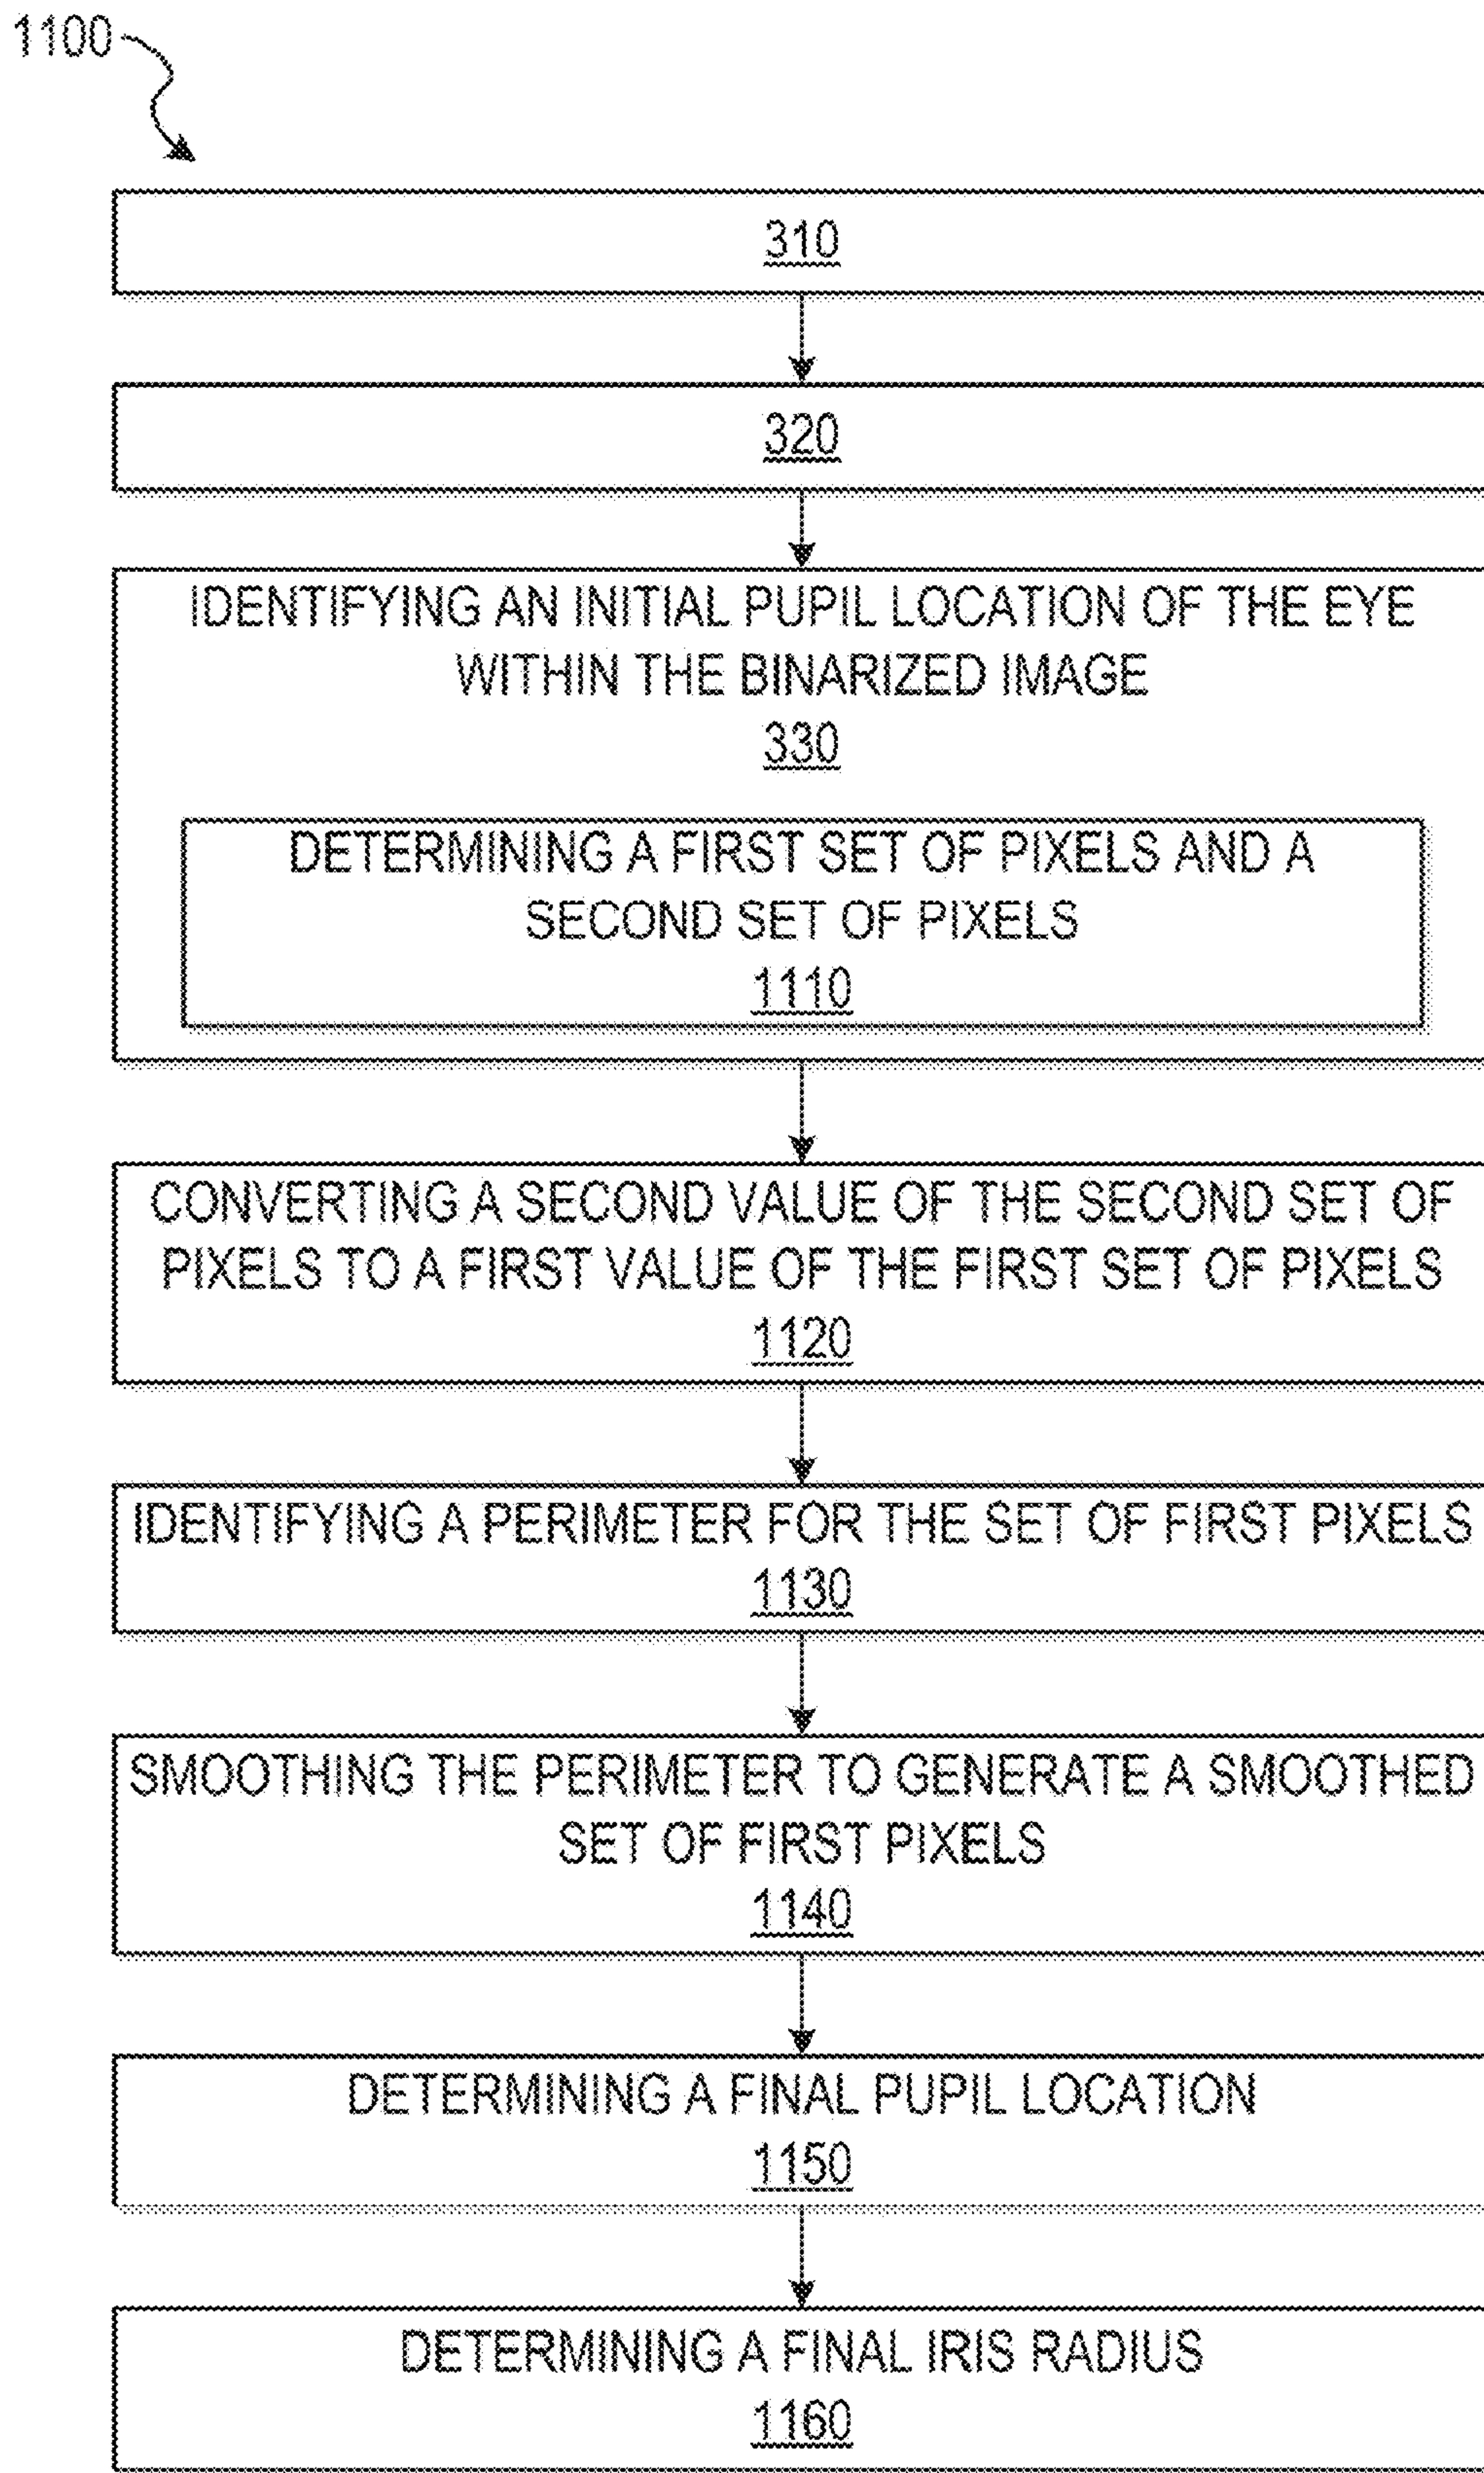 1100
310
320
IDENTIFYING AN INITIAL PUPIL LOCATION OF THE EYE
WITHIN THE BINARIZED IMAGE
330
DETERMINING A FIRST SET OF PIXELS AND A
SECOND SET OF PIXELS
1110
CONVERTING A SECOND VALUE OF THE SECOND SET OF
PIXELS TO A FIRST VALUE OF THE FIRST SET OF PIXELS
1120
IDENTIFYING A PERIMETER FOR THE SET OF FIRST PIXELS
1130
SMOOTHING THE PERIMETER TO GENERATE A SMOOTHED
SET OF FIRST PIXELS
1140
DETERMINING A FINAL PUPIL LOCATION
1150
DETERMINING A FINAL IRIS RADIUS
1160